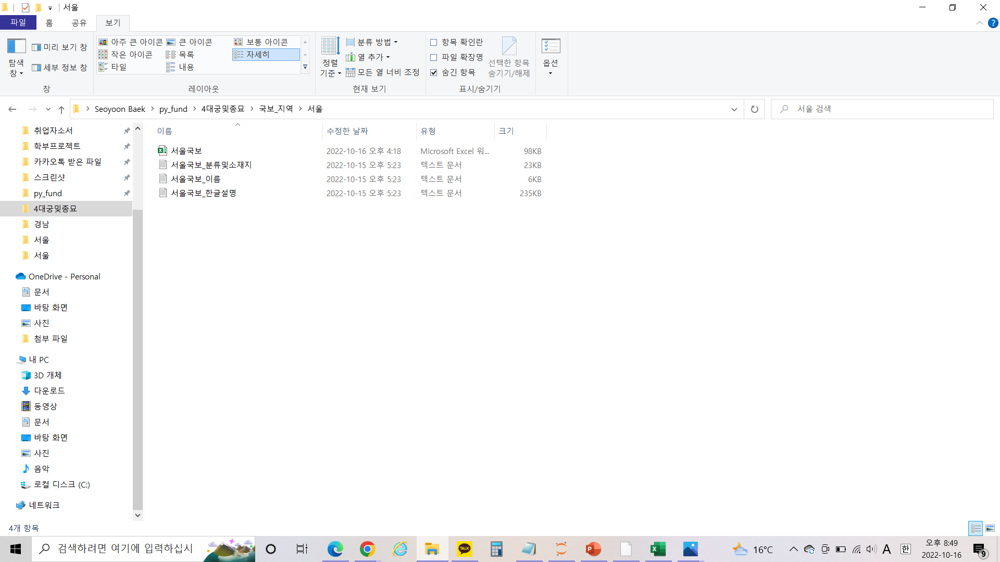 서울
파일 홈 공유 보기
탐색 창
미리 보기 창
세부 정보 창
창
아주 큰 아이콘 큰 아이콘 보통 아이콘
작은 아이콘 목록 자세히
타일 내용
레이아웃
정렬 기준
분류 방법
열 추가
모든 열 너비 조정
현재 보기
항목 확인란
파일 확장명
숨긴 항목
선택한 항목
숨기기/해제
표시/숨기기
옵션
Seoyoon Baek py_fund 4대궁및종묘 국보_지역 서울
서울 검색
취업자소서
학부프로젝트
카카오톡 받은 파일
스크린샷
py_fund
4대궁및종묘
경남
서울
서울
OneDrive - Personal
문서
바탕 화면
사진
첨부 파일
내 PC
3D 개체
다운로드
동영상
문서
바탕 화면
사진
음악
로컬 디스크 (C:)
네트워크
이름 수정한 날짜 유형 크기
서울국보 2022-10-16 오후 4:18 Microsoft Excel 워... 98KB
서울국보_분류및소재지 2022-10-15 오후 5:23 텍스트 문서 23KB
서울국보_이름 2022-10-15 오후 5:23 텍스트 문서 6KB
서울국보_한글설명 2022-10-15 오후 5:23 텍스트 문서 235KB
4개 항목
검색하려면 여기에 입력하십시
TALK
16°C
A
한
오후 8:49
2022-10-16
9